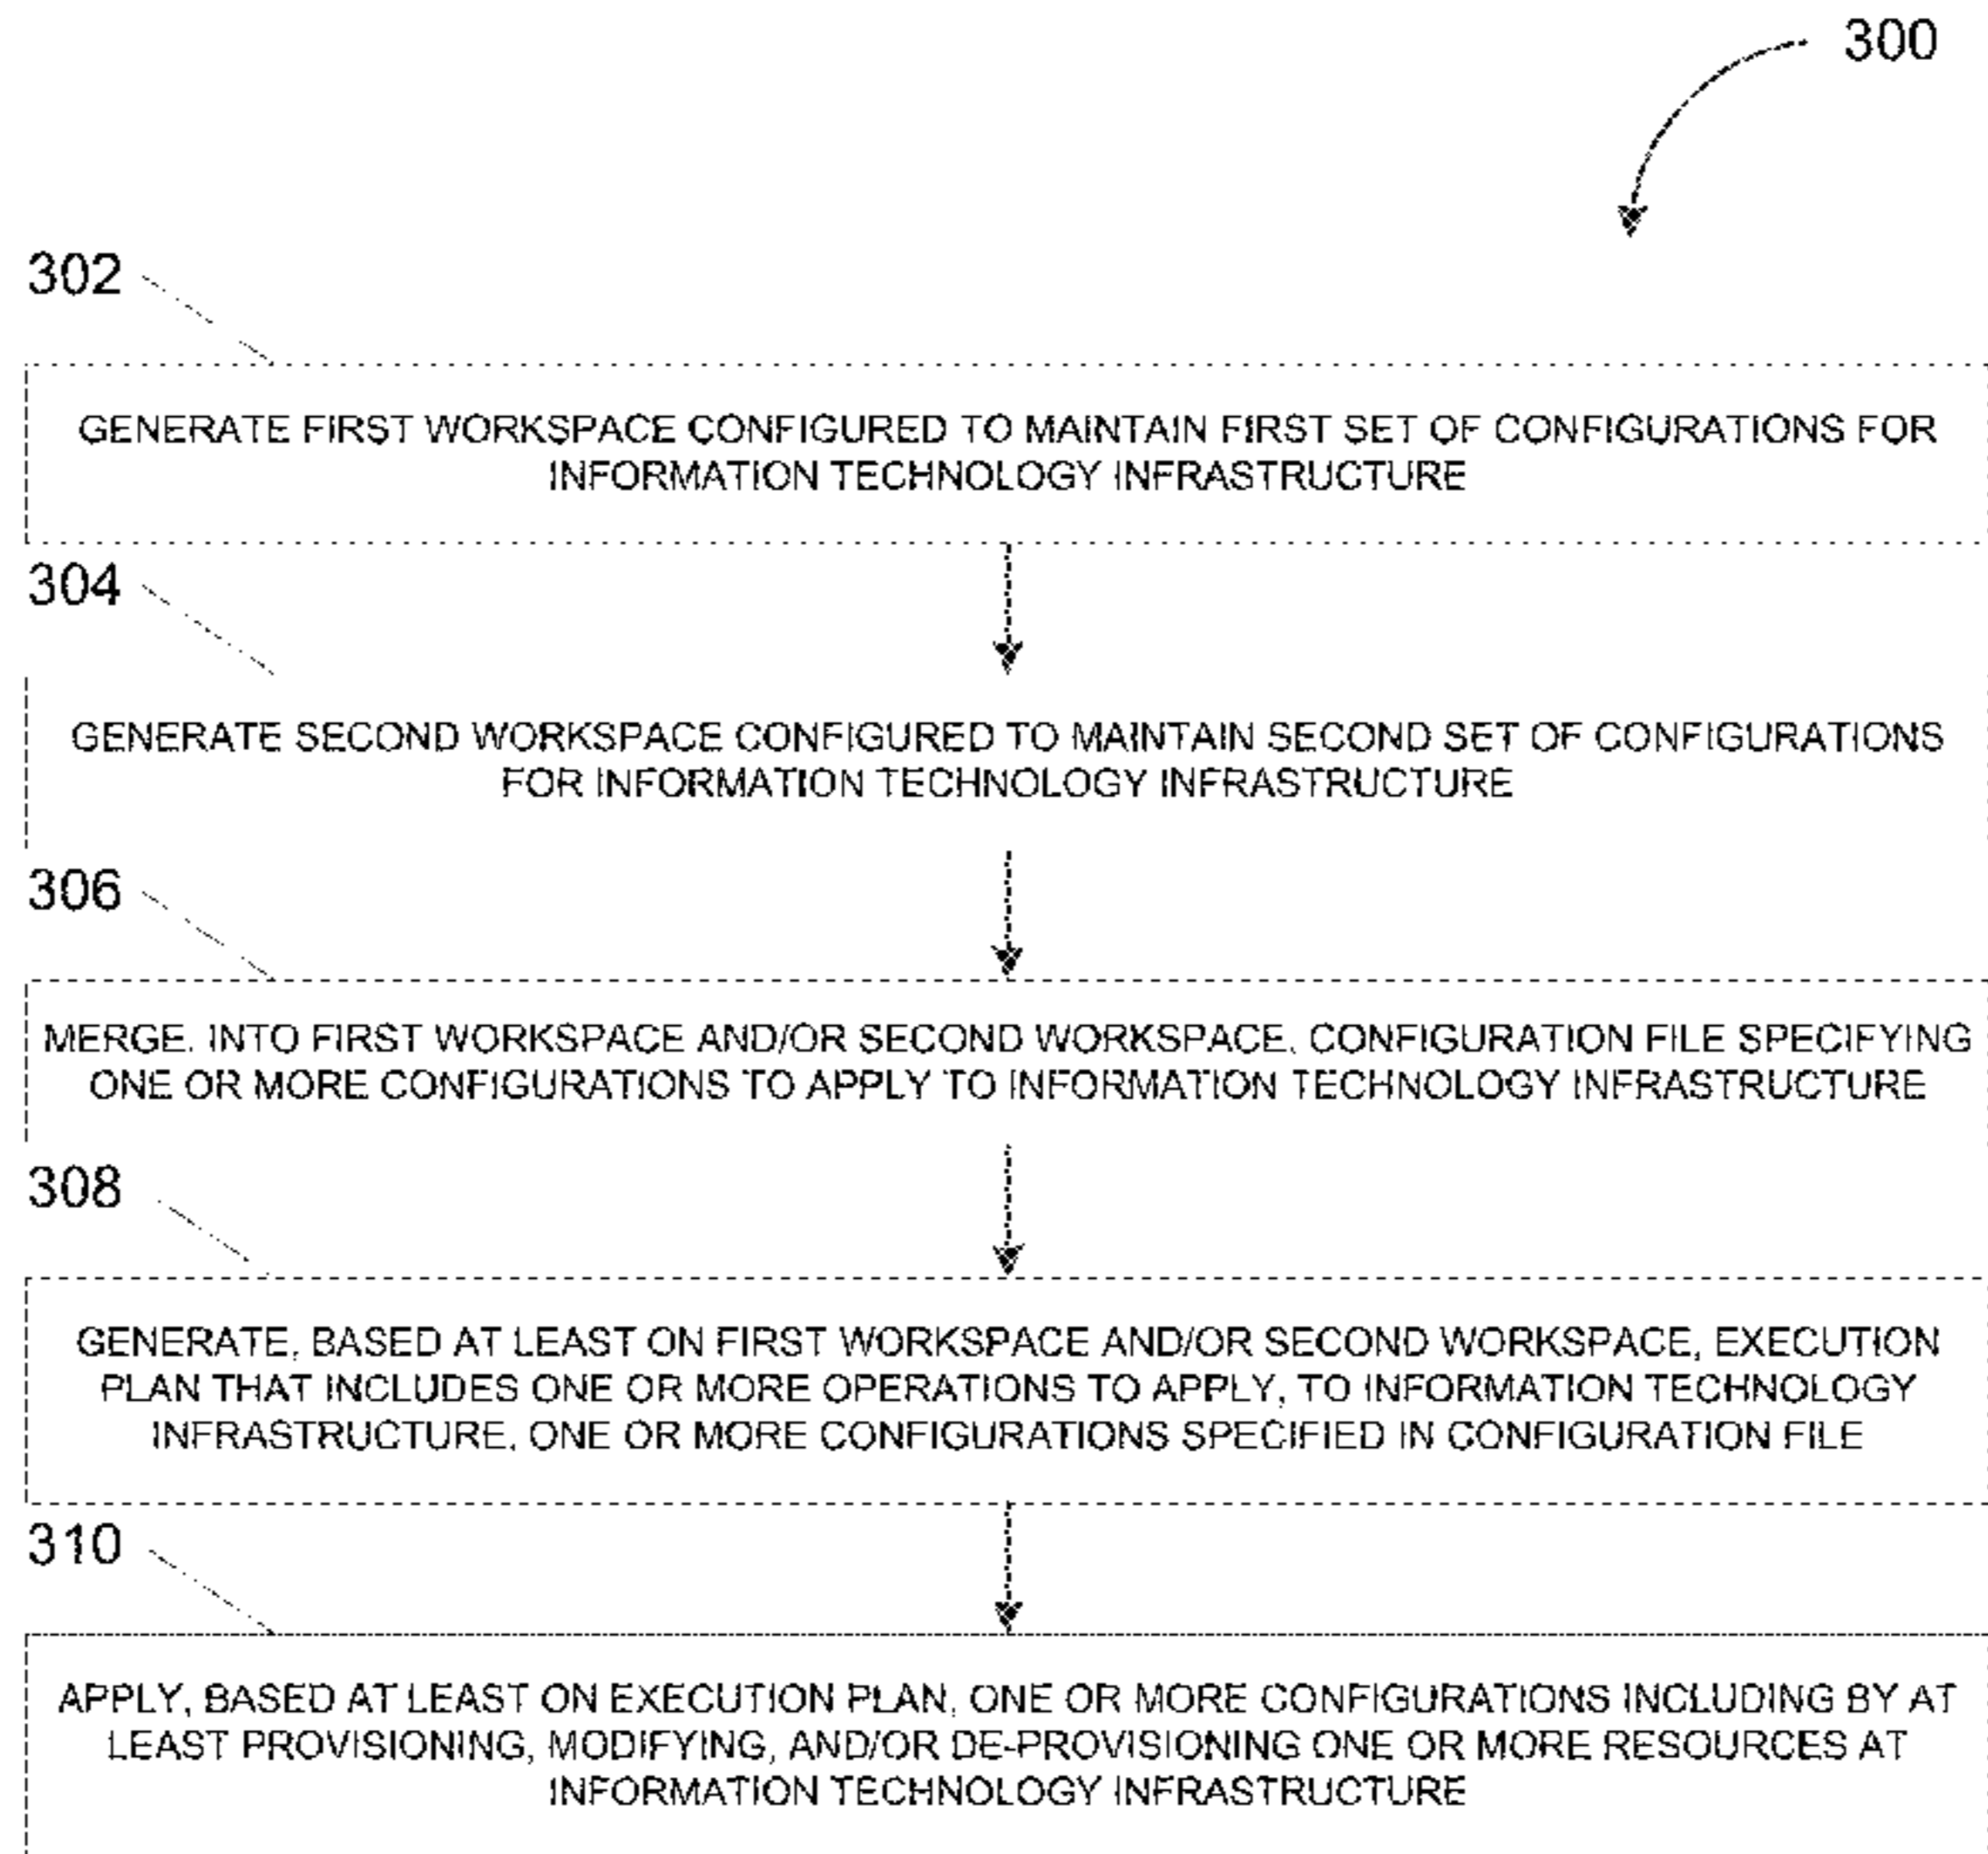 300
302
GENERATE FIRST WORKSPACE CONFIGURED TO MAINTAIN FIRST SET OF CONFIGURATIONS FOR
INFORMATION TECHNOLOGY INFRASTRUCTURE
304
GENERATE SECOND WORKSPACE CONFIGURED TO MAINTAIN SECOND SET OF CONFIGURATIONS
FOR INFORMATION TECHNOLOGY INFRASTRUCTURE
306
MERGE, INTO FIRST WORKSPACE AND/OR SECOND WORKSPACE, CONFIGURATION FILE SPECIFYING
ONE OR MORE CONFIGURATIONS TO APPLY TO INFORMATION TECHNOLOGY INFRASTRUCTURE
308
GENERATE, BASED AT LEAST ON FIRST WORKSPACE AND/OR SECOND WORKSPACE, EXECUTION
PLAN THAT INCLUDES ONE OR MORE OPERATIONS TO APPLY, TO INFORMATION TECHNOLOGY
INFRASTRUCTURE, ONE OR MORE CONFIGURATIONS SPECIFIED IN CONFIGURATION FILE
310
APPLY, BASED AT LEAST ON EXECUTION PLAN, ONE OR MORE CONFIGURATIONS INCLUDING BY AT
LEAST PROVISIONING, MODIFYING, AND/OR DE-PROVISIONING ONE OR MORE RESOURCES AT
INFORMATION TECHNOLOGY INFRASTRUCTURE